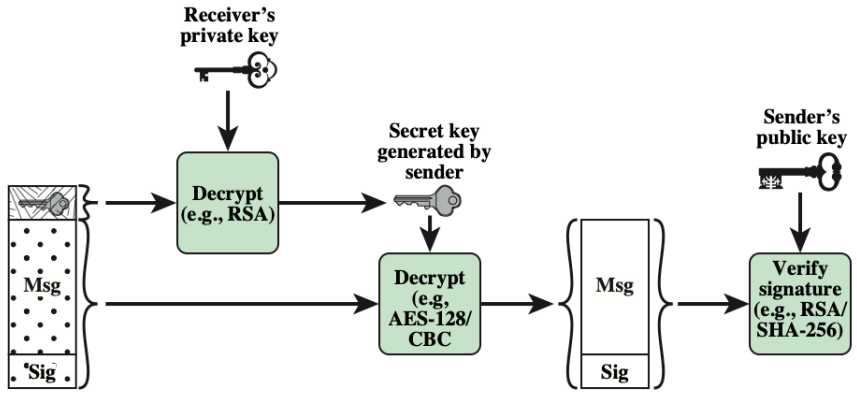 Receiver's
private key
Sender's
public key
Secret key
generated by
sender
Decrypt
(e.g., RSA)
Msg
Sig
Decrypt
(e.g,
AES-128/
CBC
Msg
Sig
Verify
signature
(e.g., RSA/
SHA-256)